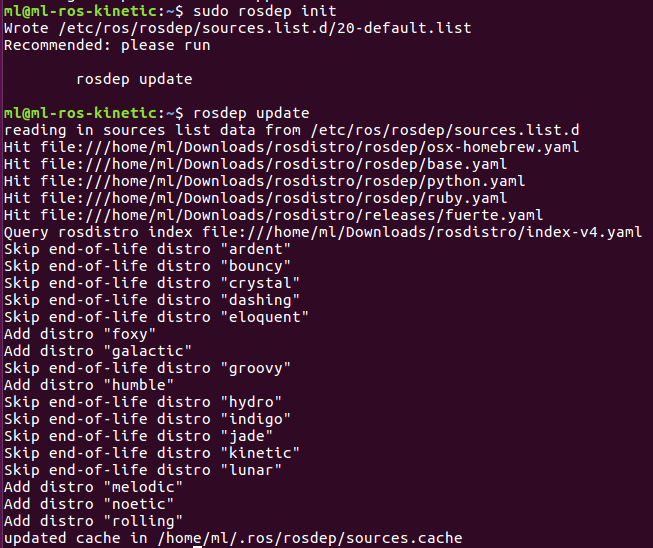 ml@ml-ros-kinetic:~$ sudo rosdep init
Wrote /etc/ros/rosdep/sources.list.d/20-default.list
Recommended: please run
rosdep update
ml@ml-ros-kinetic:~$ rosdep update
reading in sources list data from /etc/ros/rosdep/sources.list.d
Hit file:///home/ml/Downloads/rosdistro/rosdep/osx-homebrew.yaml
Hit file:///home/ml/Downloads/rosdistro/rosdep/base.yaml
Hit file:///home/ml/Downloads/rosdistro/rosdep/python.yaml
Hit file:///home/ml/Downloads/rosdistro/rosdep/ruby.yaml
Hit file:///home/ml/Downloads/rosdistro/releases/fuerte.yaml
Query rosdistro index file:///home/ml/Downloads/rosdistro/index-v4.yaml
Skip end-of-life distro "ardent"
Skip end-of-life distro "bouncy"
Skip end-of-life distro "crystal"
Skip end-of-life distro "dashing"
Skip end-of-life distro "eloquent"
Add distro "foxy"
Add distro "galactic"
Skip end-of-life distro "groovy"
Add distro "humble"
Skip end-of-life distro "hydro"
Skip end-of-life distro "indigo"
Skip end-of-life distro "jade"
Skip end-of-life distro "kinetic"
Skip end-of-life distro "lunar"
Add distro "melodic"
Add distro "noetic"
Add distro "rolling"
updated cache in /home/ml/.ros/rosdep/sources.cache